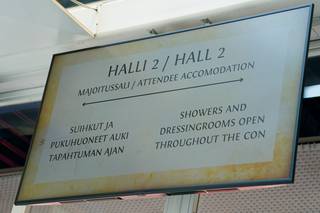 HALLI 2 / HALL 2
MAJOITUSSALI / ATTENDEE ACCOMODATION
SUIHKUT JA
PUKUHUONEET AUKI
TAPAHTUMAN AJAN
SHOWERS AND
DRESSINGROOMS OPEN
THROUGHOUT THE CON